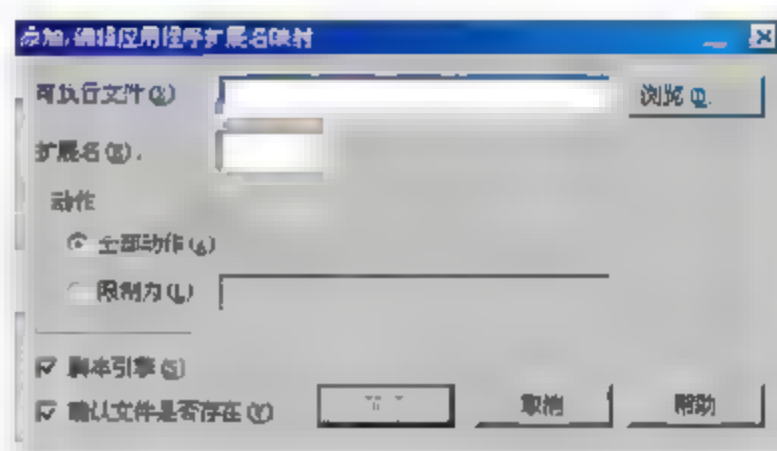 添加/编辑应用程序扩展名映射
可执行文件(X)
浏览(B).
扩展名(E).
动作
全部动作(A)
限制为(L)
脚本引擎(S)
确认文件是否存在(Y)
取消
帮助